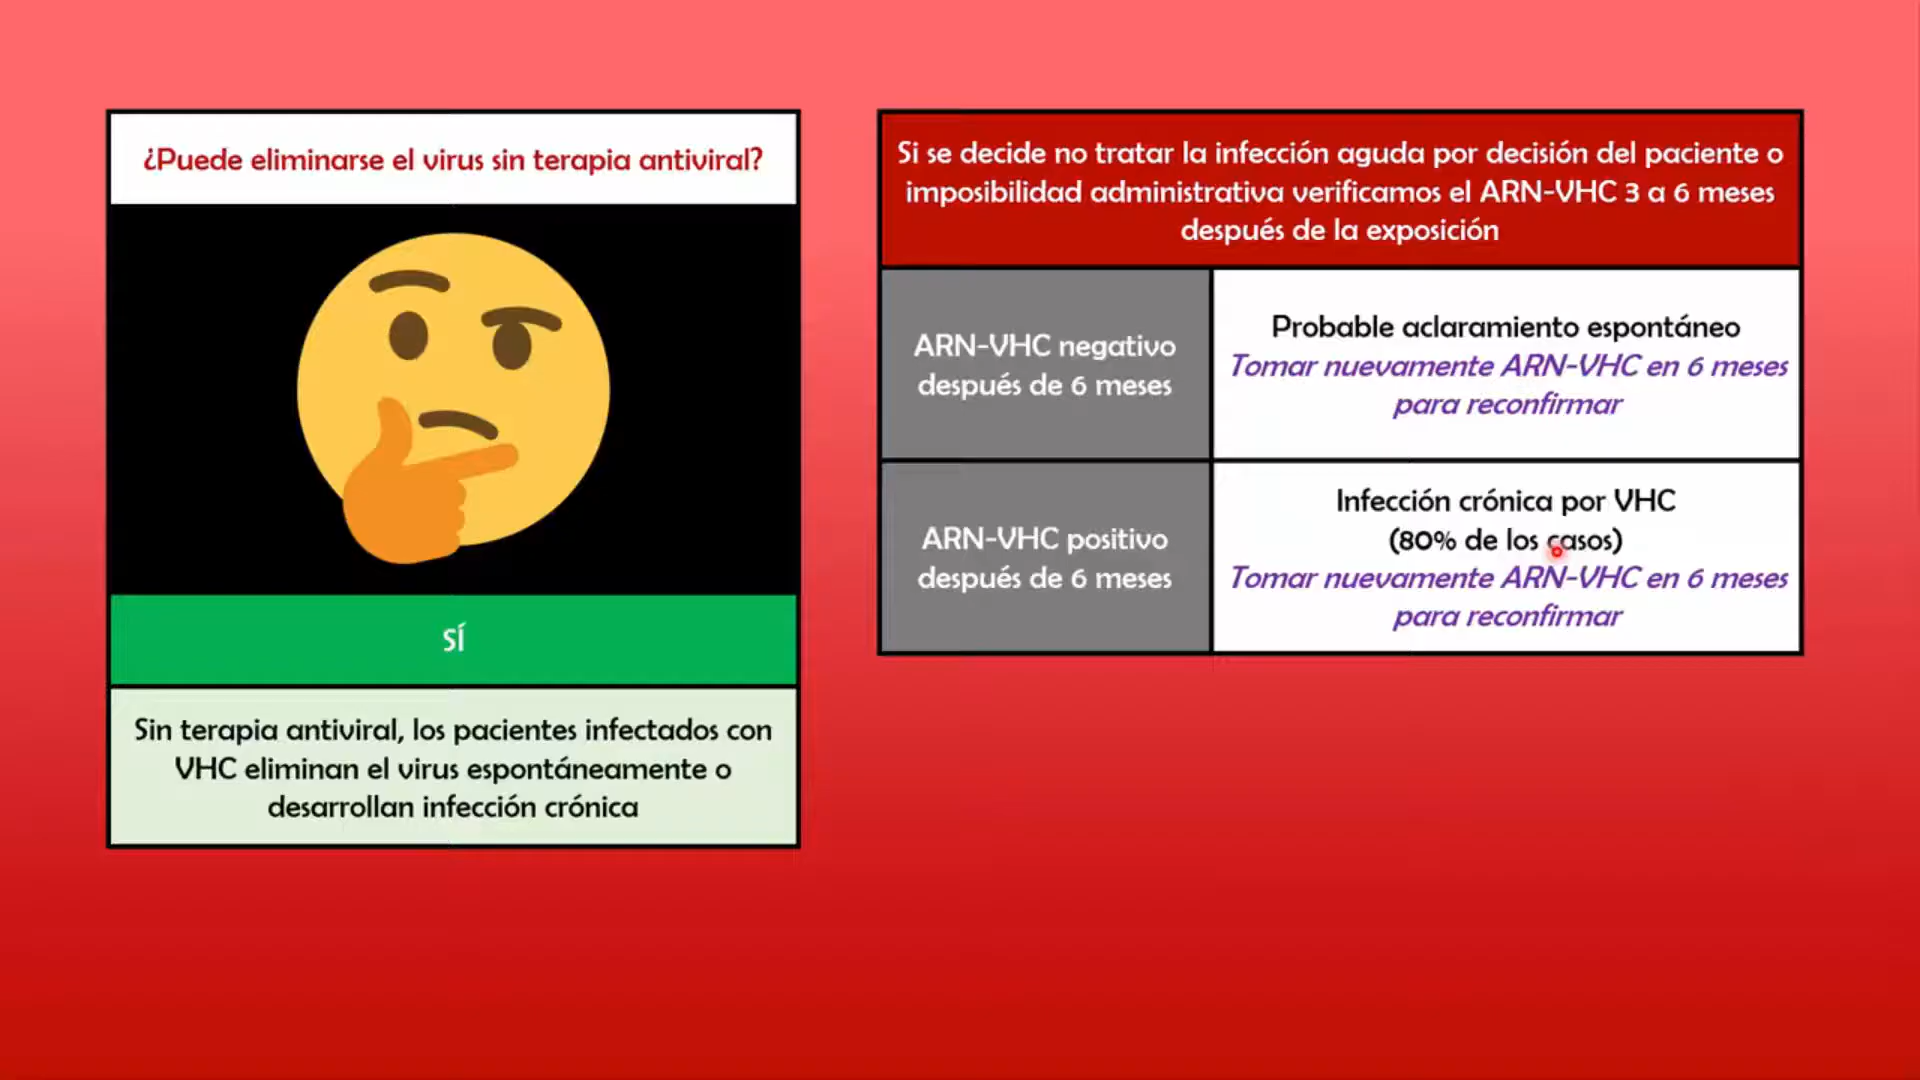 ¿Puede eliminarse el virus sin terapia antiviral?
SÍ
Sin terapia antiviral, los pacientes infectados con
VHC eliminan el virus espontáneamente o
desarrollan infección crónica
Si se decide no tratar la infección aguda por decisión del paciente o
imposibilidad administrativa verificamos el ARN-VHC 3 a 6 meses
después de la exposición
ARN-VHC negativo
después de 6 meses
Probable aclaramiento espontáneo
Tomar nuevamente ARN-VHC en 6 meses
para reconfirmar
ARN-VHC positivo
después de 6 meses
Infección crónica por VHC
(80% de los casos)
Tomar nuevamente ARN-VHC en 6 meses
para reconfirmar